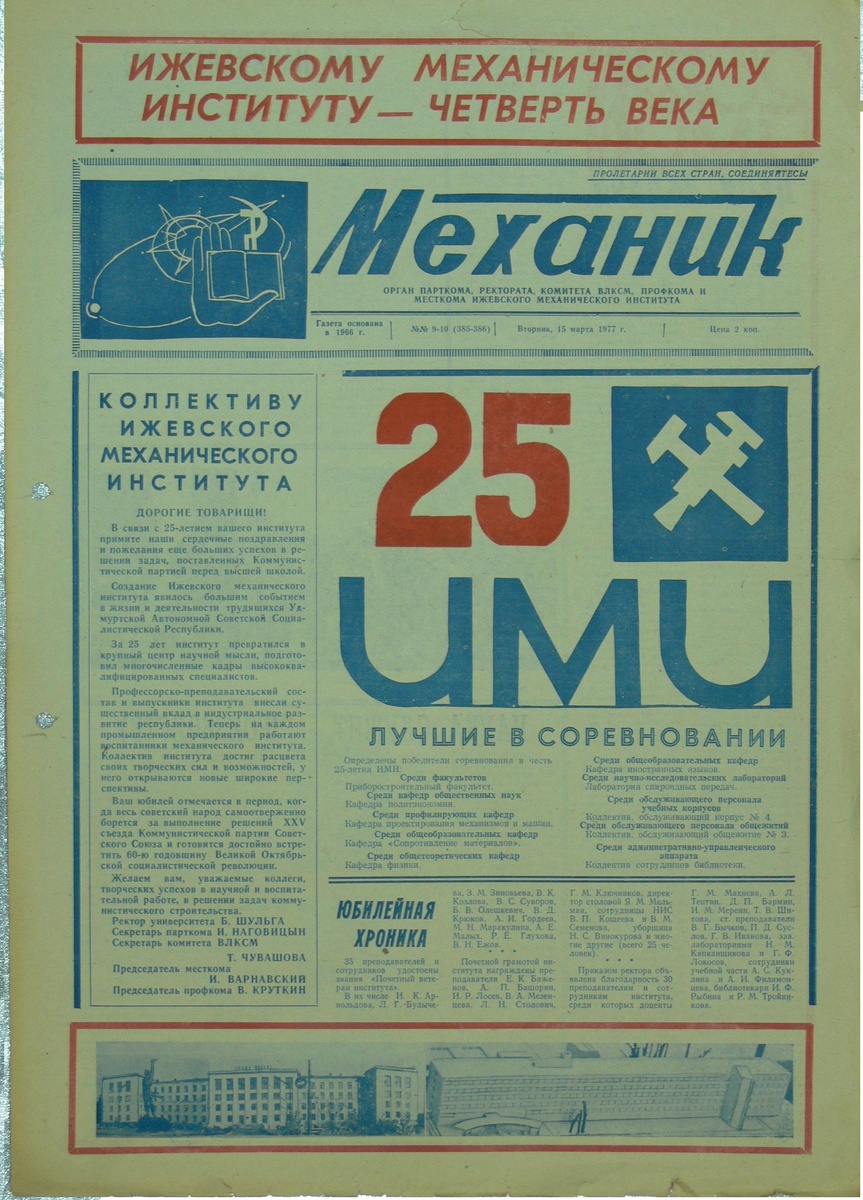 ИЖЕВСКОМУ МЕХАНИЧЕСКОМУ
ИНСТИТУТУ — ЧЕТВЕРТЬ ВЕКА
ПРОЛЕТАРИИ ВСЕХ СТРАН, СОЕДИНЯЙТЕСЬ
Механик
ОРГАН ПАРТКОМА, РЕКТОРАТА, КОМИТЕТА ВЛКСМ, ПРОФКОМА И
МЕСТКОМА ИЖЕВСКОГО МЕХАНИЧЕСКОГО ИНСТИТУТА
Газета основана
в 1966 г.
№№ 9-10 (385-386)
Вторник, 15 марта 1977 г.
Цена 2 коп.
КОЛЛЕКТИВУ
ИЖЕВСКОГО
МЕХАНИЧЕСКОГО
ИНСТИТУТА
ДОРОГИЕ ТОВАРИЩИ!
В связи с 25-летием вашего института
примите наши сердечные поздравления
и пожелания еще больших успехов в ре-
шении задач, поставленных Коммунис-
тической партией перед высшей школой.
Создание Ижевского механического
института явилось большим событием
в жизни и деятельности трудящихся Уд-
муртской Автономной Советской Социа-
листической Республики.
За 25 лет институт превратился в
крупный центр научной мысли, подгото-
вил многочисленные кадры высококва-
лифицированных специалистов.
Профессорско-преподавательский сос-
тав и выпускники института внесли су-
щественный вклад в индустриальное раз-
витие республики. Теперь на каждом
промышленном предприятии работают
воспитанники механического института.
Коллектив института достиг расцвета
своих творческих сил и возможностей, у
него открываются новые широкие пер-
спективы.
Ваш юбилей отмечается в период, ког-
да весь советский народ самоотверженно
борется за выполнение решений XXV
съезда Коммунистической партии Совет-
ского Союза и готовится достойно встре-
тить 60-ю годовщину Великой Октябрь-
ской социалистической революции.
Желаем вам, уважаемые коллеги,
творческих успехов в научной и воспита-
тельной работе, в решении задач комму-
нистического строительства.
Ректор университета Б. ШУЛЬГА
Секретарь парткома И. НАГОВИЦЫН
Секретарь комитета ВЛКСМ
Т. ЧУВАШОВА
Председатель месткома
И. ВАРНАВСКИЙ
Председатель профкома В. КРУТКИН
25
ИМИ
ЛУЧШИЕ В СОРЕВНОВАНИИ
Определены победители соревнования в честь
25-летия ИМИ:
Среди факультетов
Приборостроительный факультет.
Среди кафедр общественных наук
Кафедра политэкономии.
Среди профилирующих кафедр
Кафедра проектирования механизмов и машин.
Среди общеобразовательных кафедр
Кафедра «Сопротивление материалов».
Среди общетеоретических кафедр
Кафедра физики.
Среди общеобразовательных кафедр
Кафедра иностранных языков.
Среди научно-исследовательских лабораторий
Лаборатория спироидных передач.
Среди обслуживающего персонала
учебных корпусов
Коллектив, обслуживающий корпус № 4.
Среди обслуживающего персонала общежитий
Коллектив, обслуживающий общежитие № 3.
Среди административно-управленческого
аппарата
Коллектив сотрудников библиотеки.
ЮБИЛЕЙНАЯ
ХРОНИКА
35 преподавателей и
сотрудников удостоены
звания «Почетный вете-
ран института».
В их числе И. К. Ар-
нольдова, Л. Г. Булыче-
ва, З. М. Зиновьева, В. К.
Козлова, В. С. Суворов,
Б. В. Олешкевич, В. Д.
Крюков, А. И. Гордеев,
М. Н. Маракулина, А. Е.
Малых, Р. Е. Глухова,
В. Н. Ежов.
* * * *
Почетной грамотой ин-
ститута награждены пре-
подаватели Е. К. Баже-
нов, А. П. Башорин,
И. Р. Лосев, В. А. Мезен-
цева, Л. Н. Стодович,
Г. М. Ключников, дирек-
тор столовой Я. М. Мель-
ман, сотрудницы НИС
В. П. Кощеева и В. М.
Семенова, уборщица
Н. С. Винокурова и мно-
гие другие (всего 25 че-
ловек).
* * * *
Приказом ректора объ-
явлена благодарность 30
преподавателям и сот-
рудникам института,
среди которых доценты
Г. М. Махнева, А. Л.
Тептин, Д. П. Бармин,
И. М. Мерени, Т. В. Ши-
това, ст. преподаватели
В. Г. Бычков, П. Д. Сус-
лов, Г. В. Иванова, зав.
лабораториями Н. М.
Капканщикова и Г. Ф.
Локосов, сотрудники
учебной части А. С. Кук-
лина и А. И. Филимон-
цева, библиотекари И. Ф.
Рыбина и Р. М. Тройни-
кова.